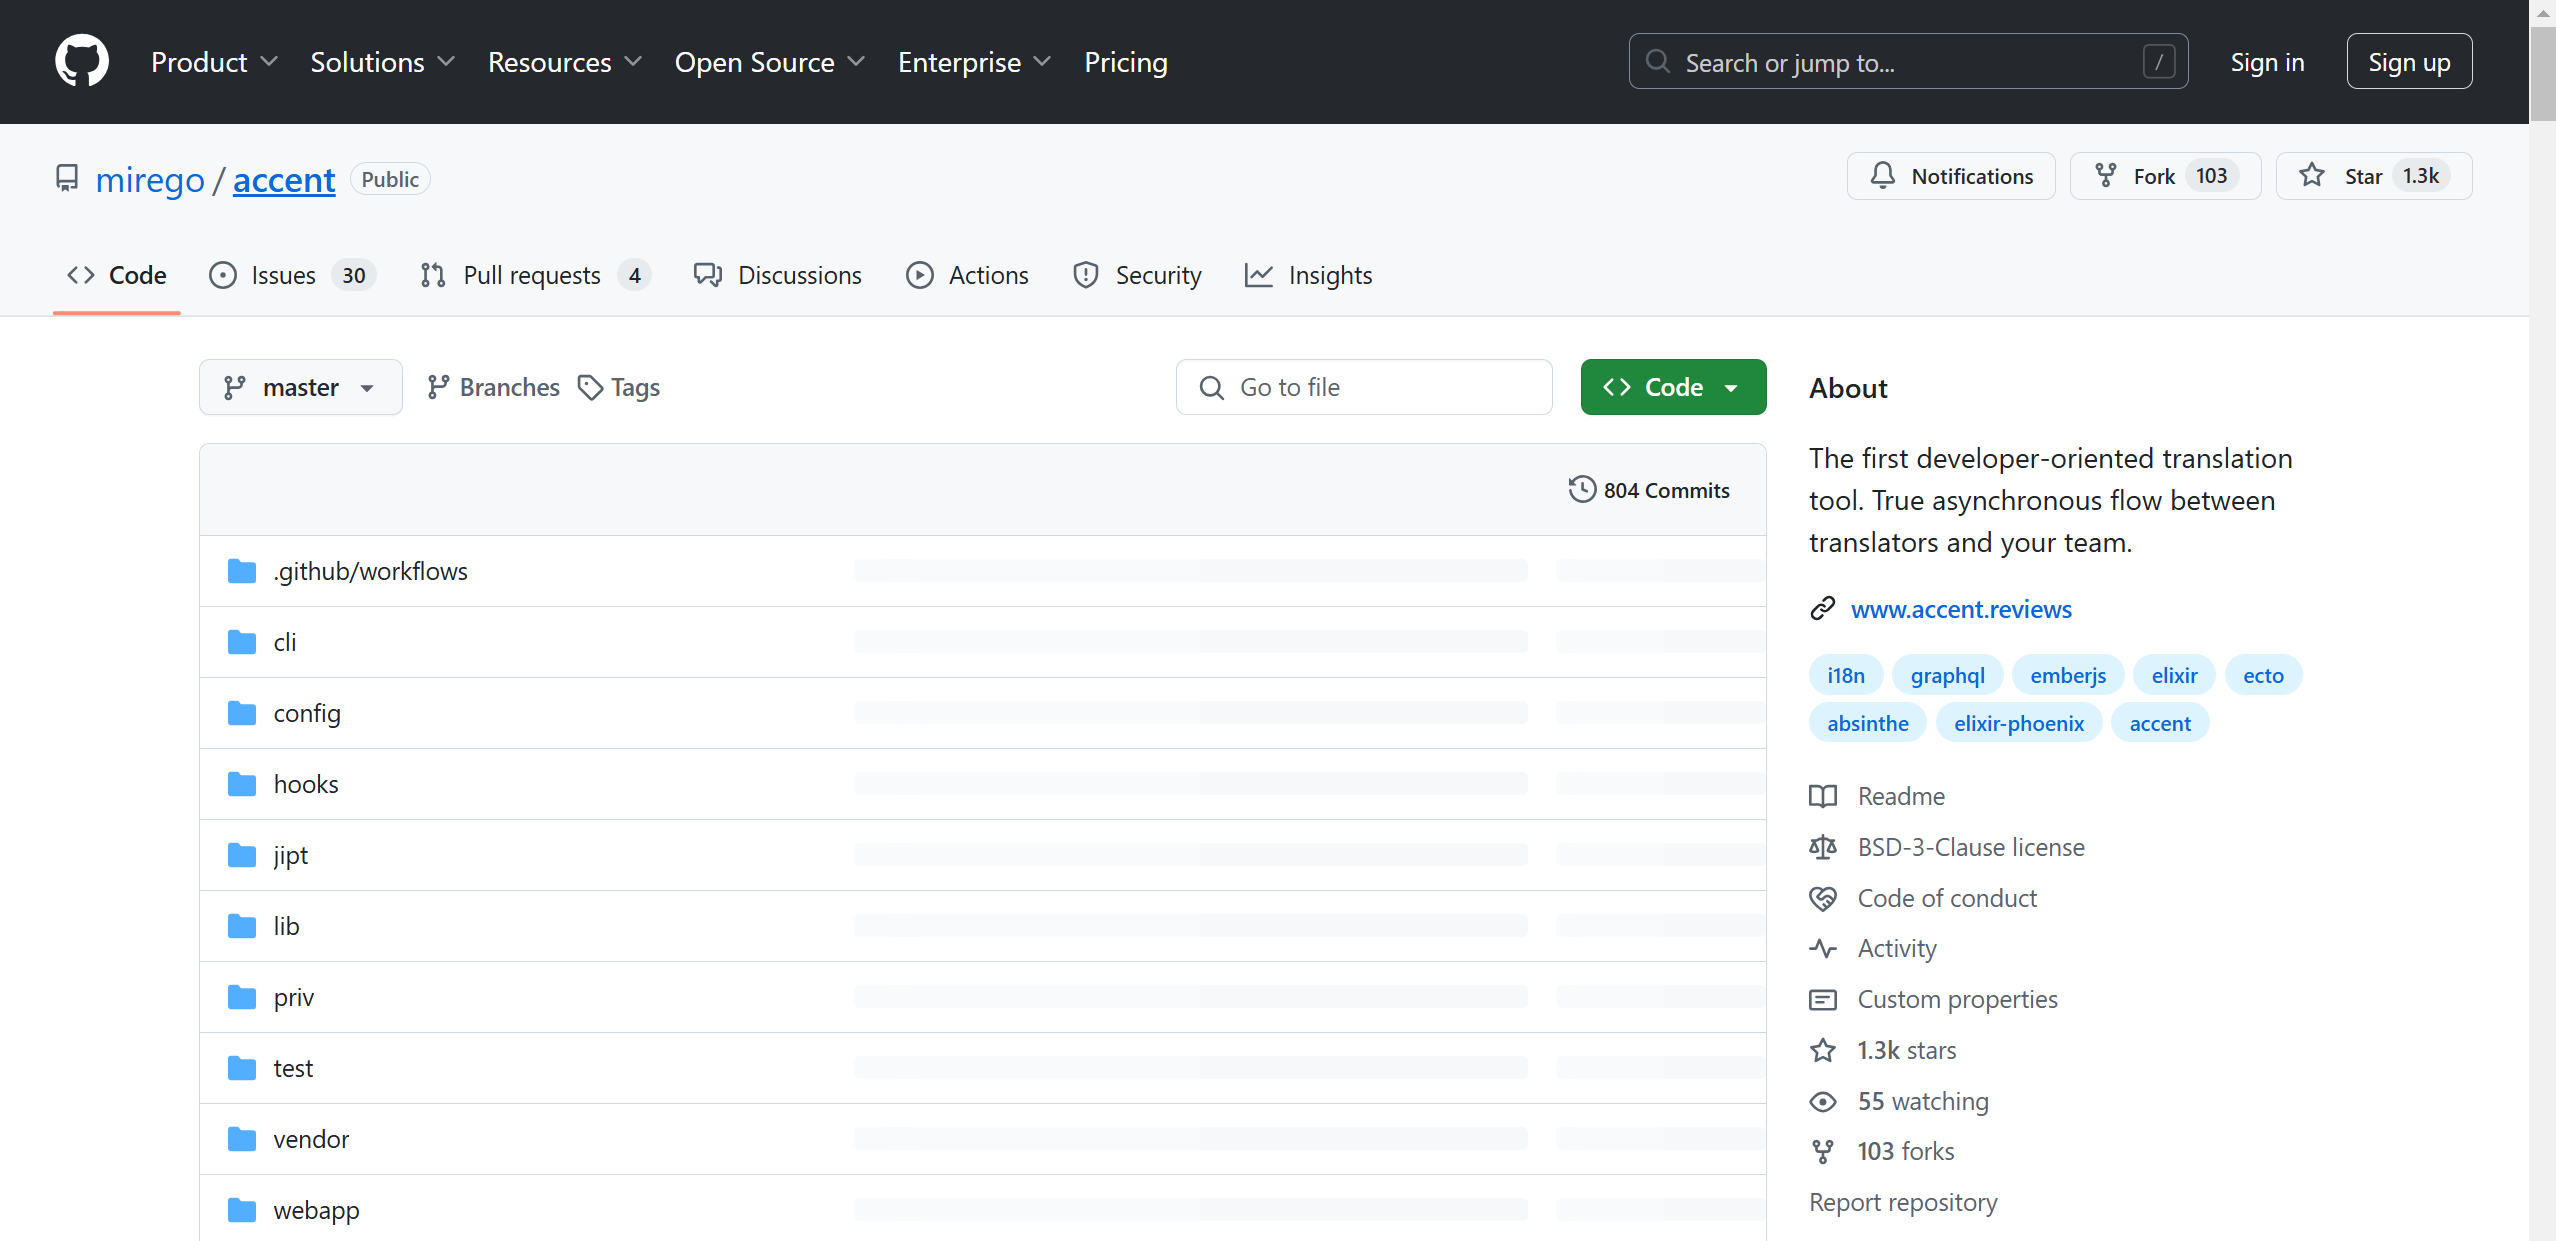 Product Solutions Resources Open Source Enterprise Pricing Search or jump to... / Sign in Sign up
mirego / accent Public Notifications Fork 103 Star 1.3k
Code Issues 30 Pull requests 4 Discussions Actions Security Insights
master Branches Tags Go to file Code
804 Commits
.github/workflows
cli
config
hooks
jipt
lib
priv
test
vendor
webapp
About
The first developer-oriented translation
tool. True asynchronous flow between
translators and your team.
www.accent.reviews
i18n graphql emberjs elixir ecto
absinthe elixir-phoenix accent
Readme
BSD-3-Clause license
Code of conduct
Activity
Custom properties
1.3k stars
55 watching
103 forks
Report repository